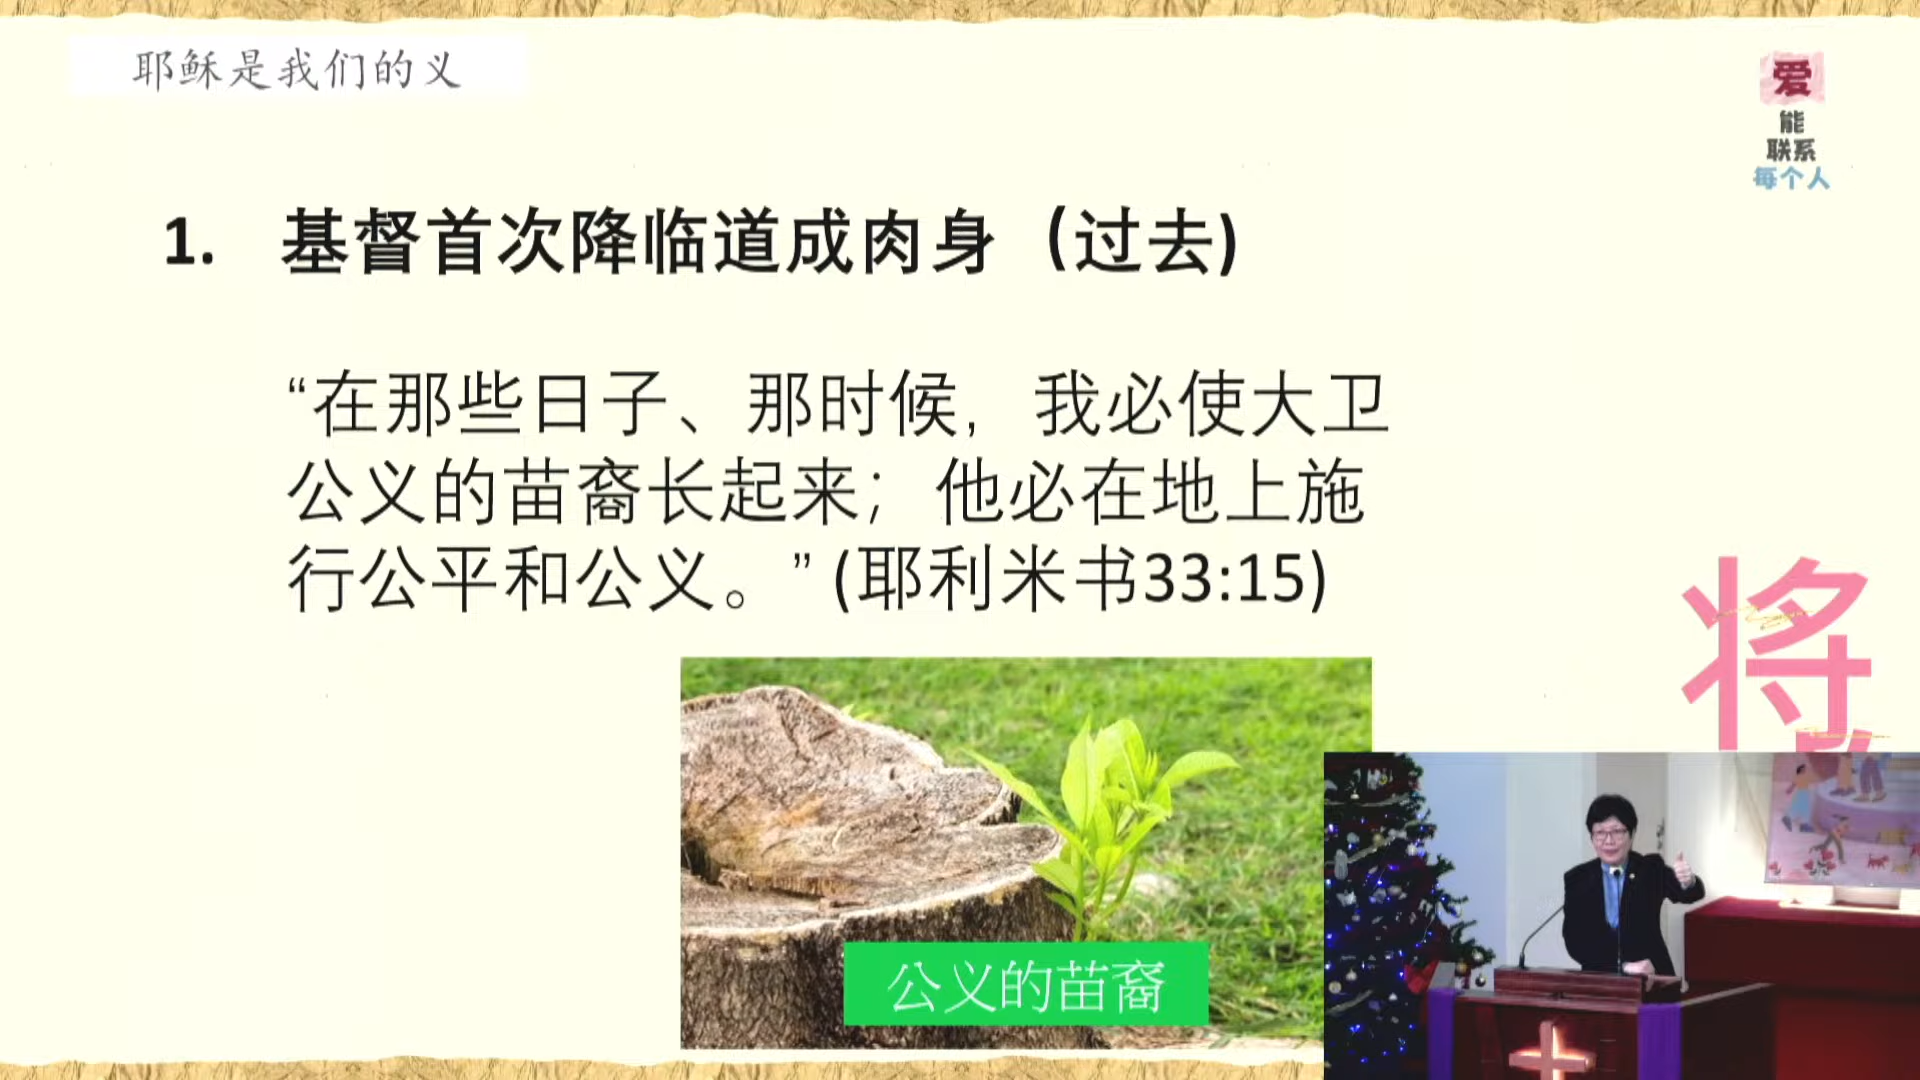 耶稣是我们的义
爱
能
联系
每个人
1. 基督首次降临道成肉身（过去)
“在那些日子、那时候，我必使大卫
公义的苗裔长起来；他必在地上施
行公平和公义。” (耶利米书33:15)
将
公义的苗裔